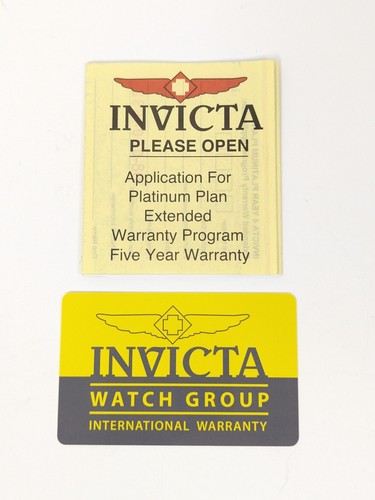 INVICTA
PLEASE OPEN
Application For
Platinum Plan
Extended
Warranty Program
Five Year Warranty
INVICTA
WATCH GROUP
INTERNATIONAL WARRANTY